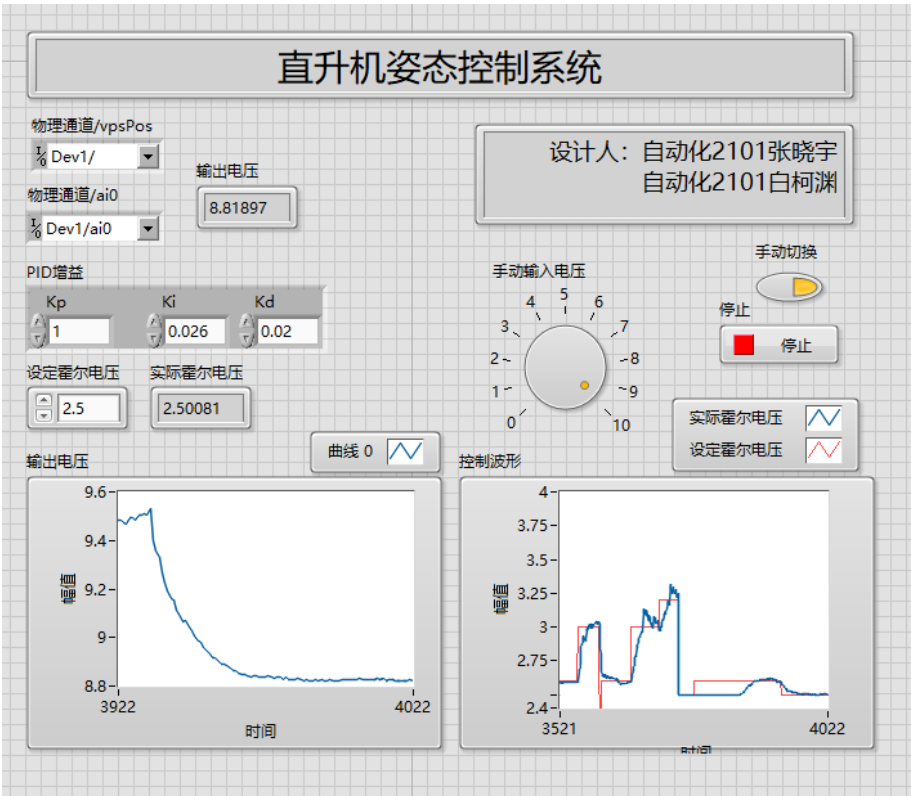 直升机姿态控制系统
物理通道/vpsPos
Dev1/
输出电压
8.81897
物理通道/ai0
Dev1/ai0
设计人：自动化2101张晓宇
自动化2101白柯渊
PID增益
Kp Ki Kd
1 0.026 0.02
设定霍尔电压 实际霍尔电压
2.5 2.50081
手动输入电压
0 1 2 3 4 5 6 7 8 9 10
手动切换
停止
停止
实际霍尔电压
设定霍尔电压
输出电压
曲线 0
9.6
9.4
9.2
9
8.8
幅值
3922 4022
时间
控制波形
4
3.75
3.5
3.25
3
2.75
2.4
幅值
3521 4022
时间